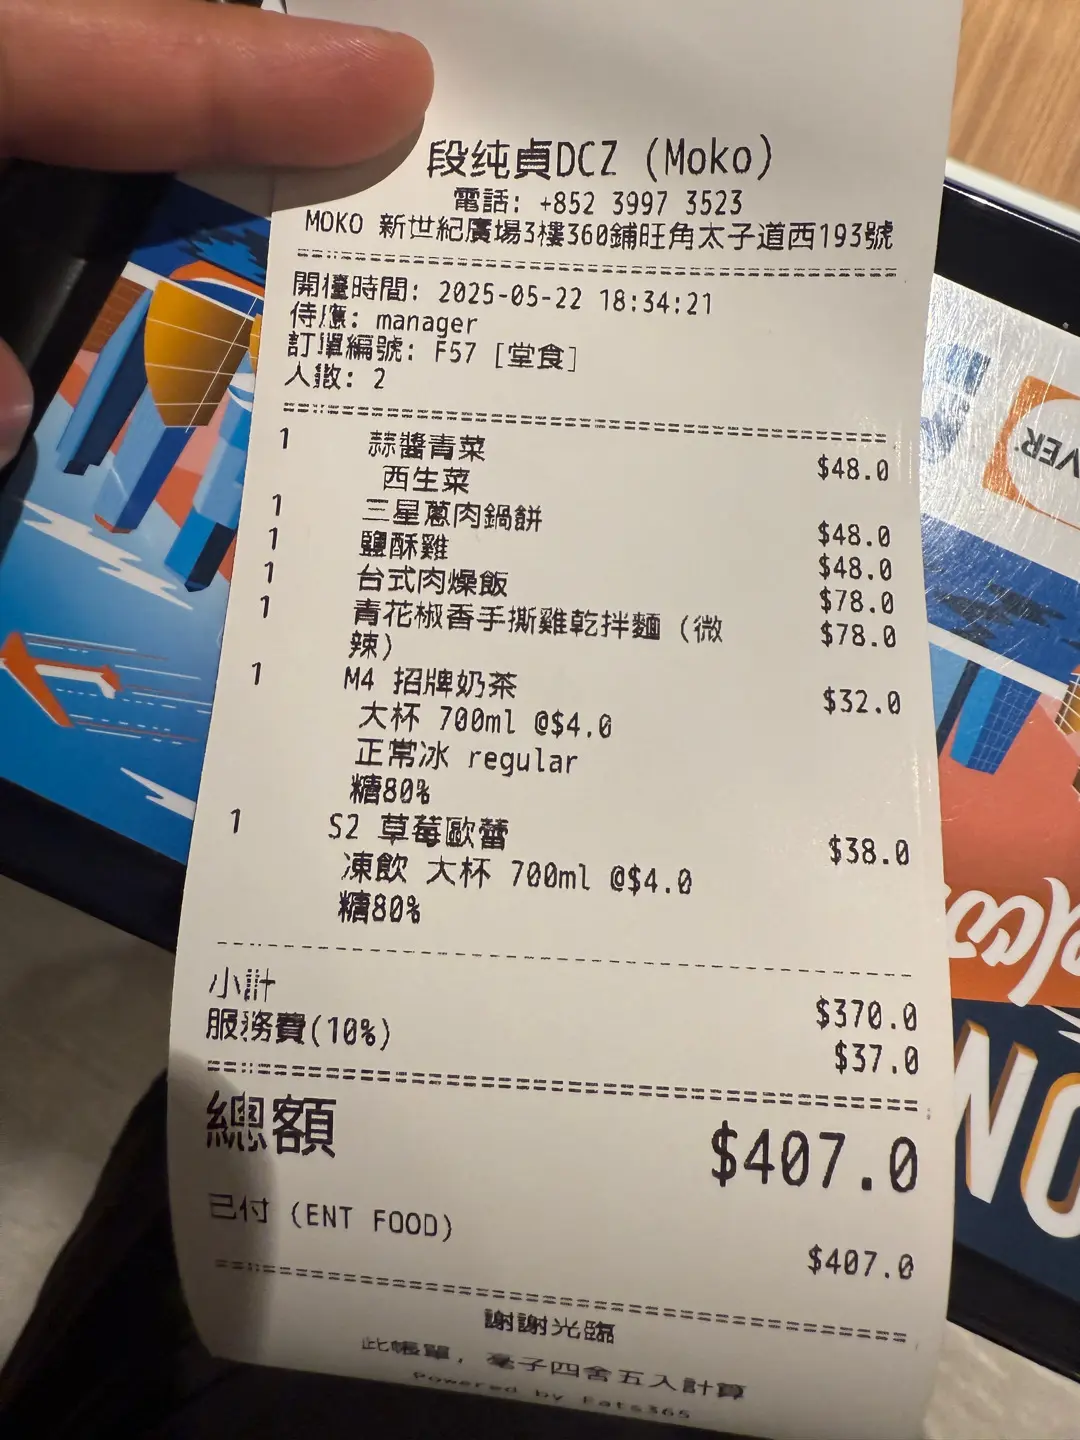 段纯貞DCZ (Moko)
電話: +852 3997 3523
MOKO 新世紀廣場3樓360鋪旺角太子道西193號
開檯時間: 2025-05-22 18:34:21
侍應: manager
訂單編號: F57 [堂食]
人數: 2
1 蒜醬青菜 $48.0
西生菜
1 三星蔥肉鍋餅 $48.0
1 鹽酥雞 $48.0
1 台式肉燥飯 $78.0
1 青花椒香手撕雞乾拌麵 (微 $78.0
辣)
1 M4 招牌奶茶 $32.0
大杯 700ml @$4.0
正常冰 regular
糖80%
1 S2 草莓歐蕾 $38.0
凍飲 大杯 700ml @$4.0
糖80%
小計 $370.0
服務費(10%) $37.0
總額 $407.0
已付 (ENT FOOD) $407.0
謝謝光臨
此帳單, 毫子四舍五入計算
Powered by Eats365
VER